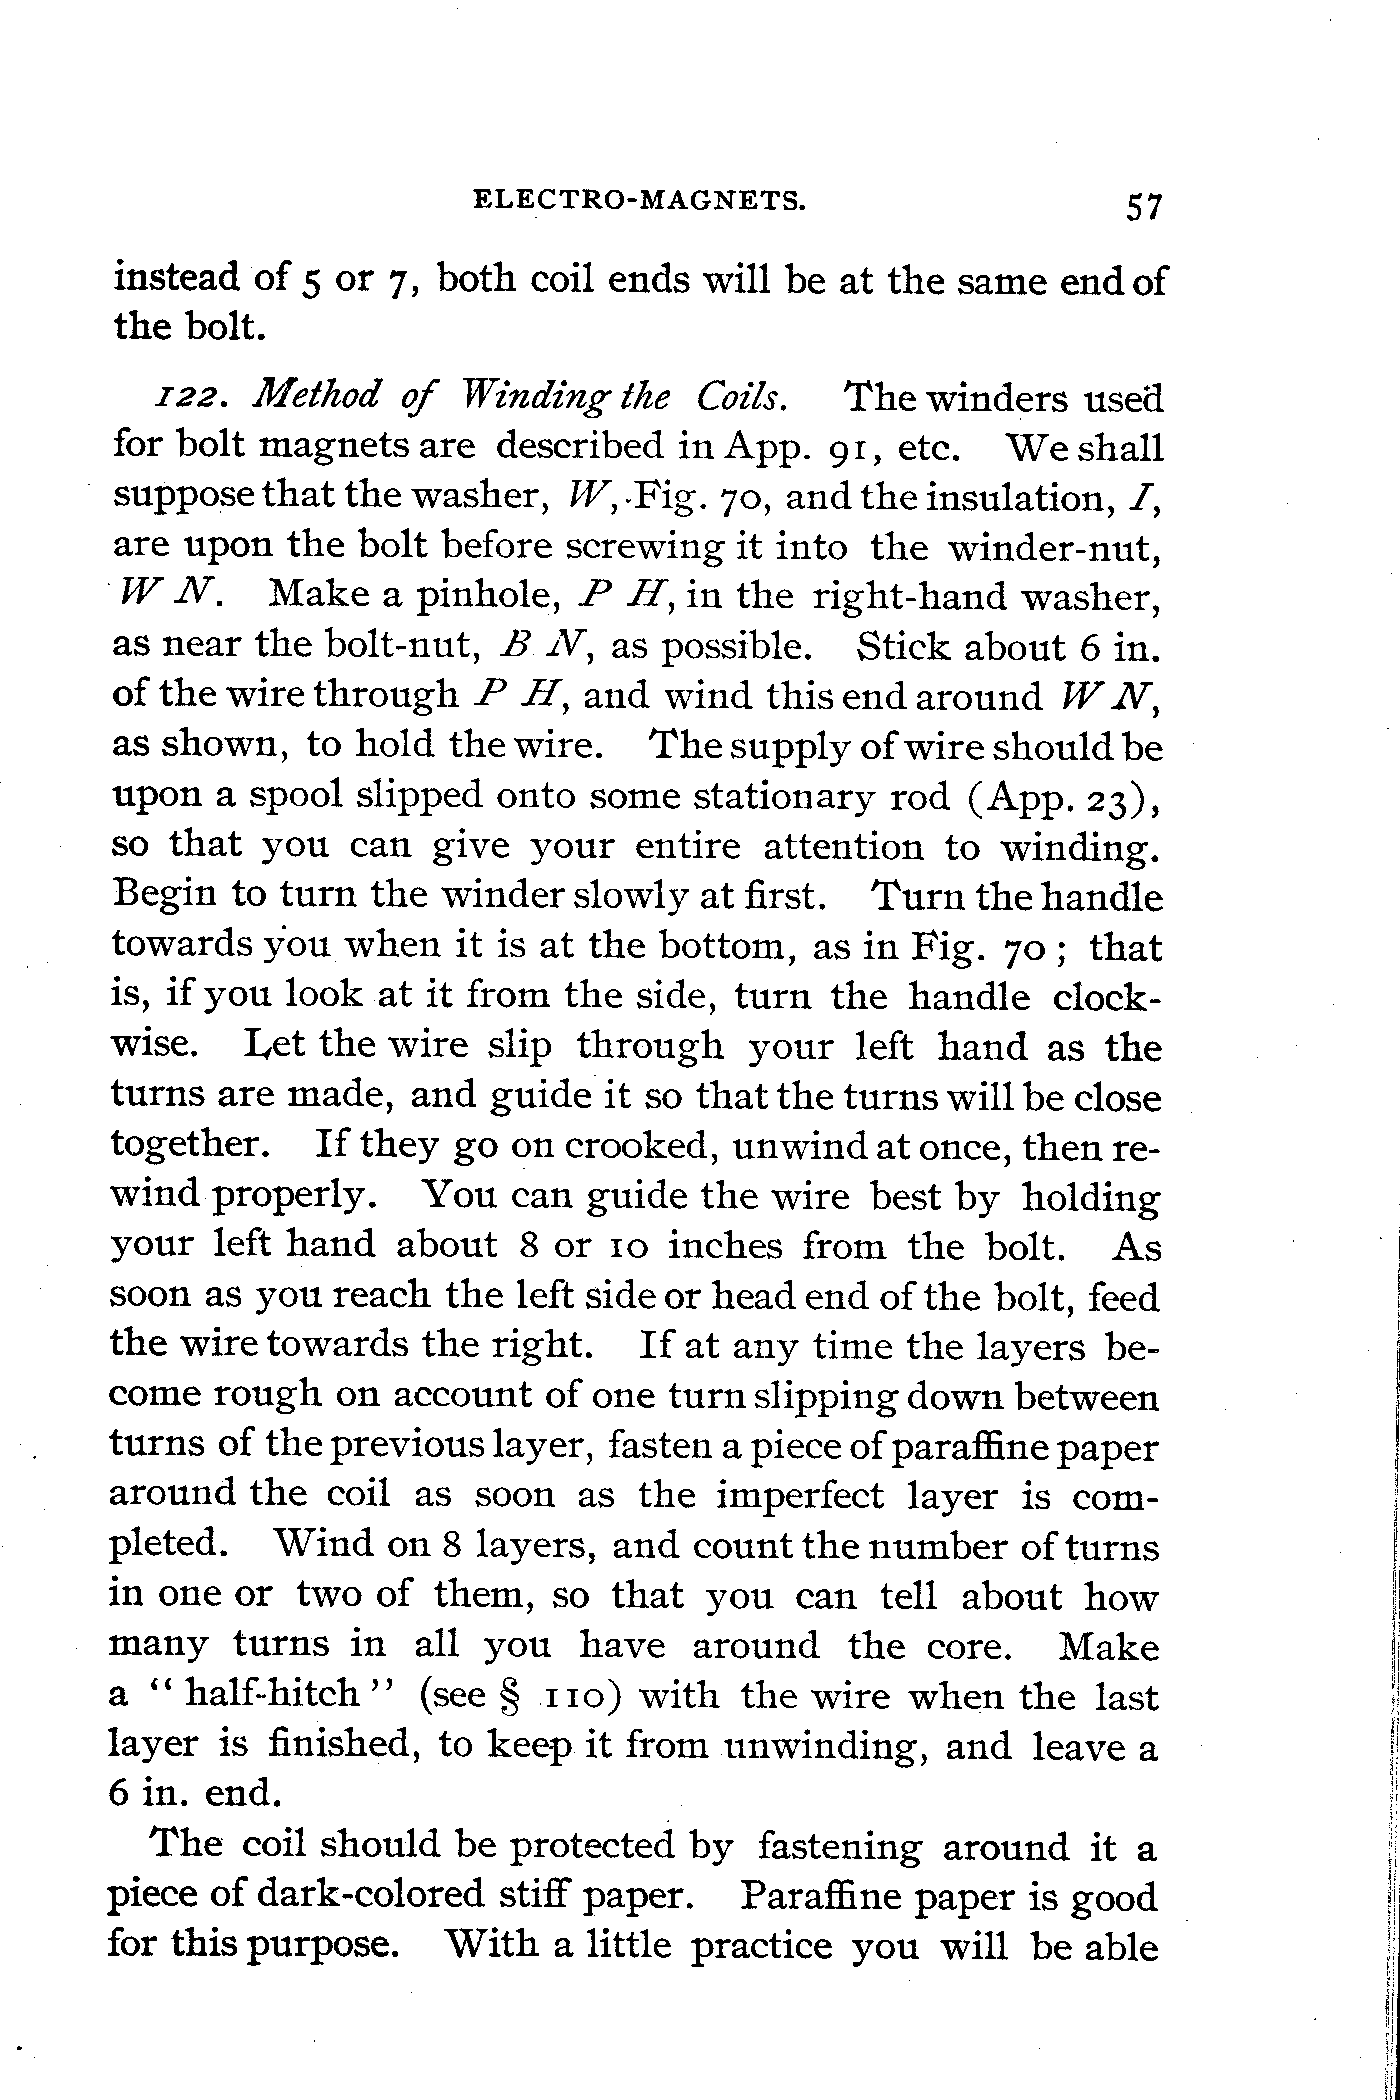 ELECTRO-MAGNETS. 57
instead of 5 or 7, both coil ends will be at the same end of
the bolt.
122. Method of Winding the Coils. The winders used
for bolt magnets are described in App. 91, etc. We shall
suppose that the washer, W, Fig. 70, and the insulation, I,
are upon the bolt before screwing it into the winder-nut,
W N. Make a pinhole, P H, in the right-hand washer,
as near the bolt-nut, B N, as possible. Stick about 6 in.
of the wire through P H, and wind this end around W N,
as shown, to hold the wire. The supply of wire should be
upon a spool slipped onto some stationary rod (App. 23),
so that you can give your entire attention to winding.
Begin to turn the winder slowly at first. Turn the handle
towards you when it is at the bottom, as in Fig. 70; that
is, if you look at it from the side, turn the handle clock-
wise. Let the wire slip through your left hand as the
turns are made, and guide it so that the turns will be close
together. If they go on crooked, unwind at once, then re-
wind properly. You can guide the wire best by holding
your left hand about 8 or 10 inches from the bolt. As
soon as you reach the left side or head end of the bolt, feed
the wire towards the right. If at any time the layers be-
come rough on account of one turn slipping down between
turns of the previous layer, fasten a piece of paraffine paper
around the coil as soon as the imperfect layer is com-
pleted. Wind on 8 layers, and count the number of turns
in one or two of them, so that you can tell about how
many turns in all you have around the core. Make
a "half-hitch" (see § 110) with the wire when the last
layer is finished, to keep it from unwinding, and leave a
6 in. end.
The coil should be protected by fastening around it a
piece of dark-colored stiff paper. Paraffine paper is good
for this purpose. With a little practice you will be able